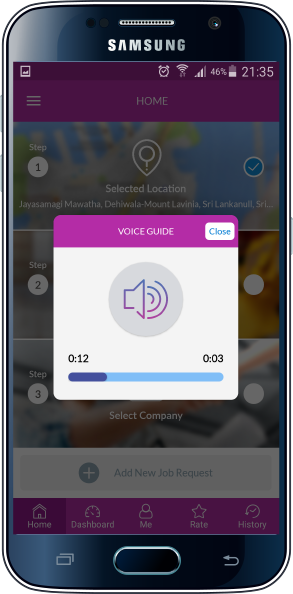 SAMSUNG
46% 21:35
HOME
Step
1
Selected Location
Jayasamagi Mawatha, Dehiwala-Mount Lavinia, Sri Lankanull, Sri...
VOICE GUIDE Close
Step
2
0:12 0:03
Step
3
Select Company
Add New Job Request
Home Dashboard Me Rate History